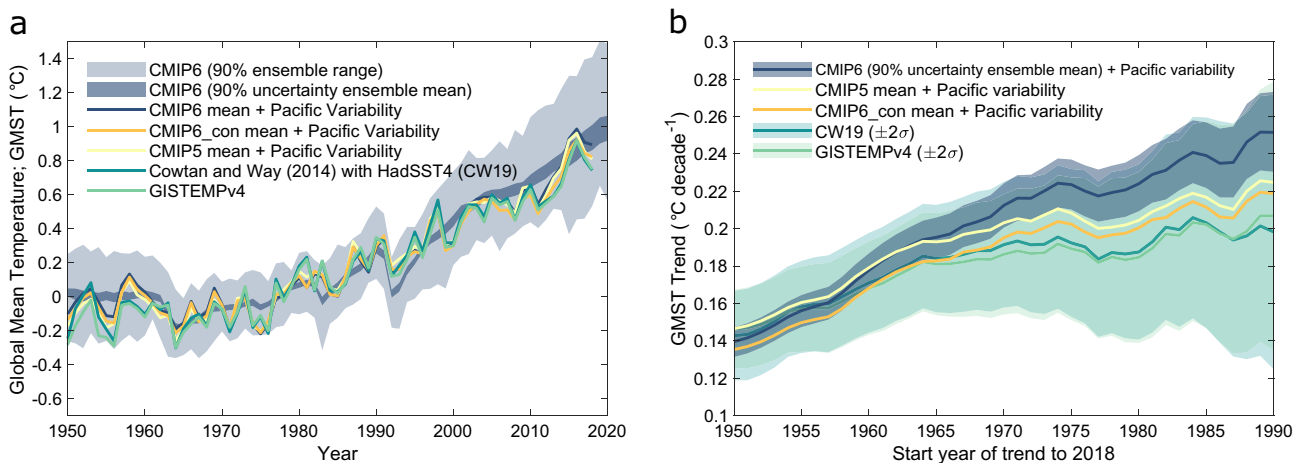 a
1.4
1.2
1
0.8
0.6
0.4
0.2
0
-0.2
-0.4
-0.6
Global Mean Temperature; GMST (°C)
CMIP6 (90% ensemble range)
CMIP6 (90% uncertainty ensemble mean)
CMIP6 mean + Pacific Variability
CMIP6_con mean + Pacific Variability
CMIP5 mean + Pacific Variability
Cowtan and Way (2014) with HadSST4 (CW19)
GISTEMPv4
1950 1960 1970 1980 1990 2000 2010 2020
Year
b
0.3
0.28
0.26
0.24
0.22
0.2
0.18
0.16
0.14
0.12
0.1
GMST Trend (°C decade⁻¹)
CMIP6 (90% uncertainty ensemble mean) + Pacific variability
CMIP5 mean + Pacific variability
CMIP6_con mean + Pacific variability
CW19 (±2σ)
GISTEMPv4 (±2σ)
1950 1955 1960 1965 1970 1975 1980 1985 1990
Start year of trend to 2018